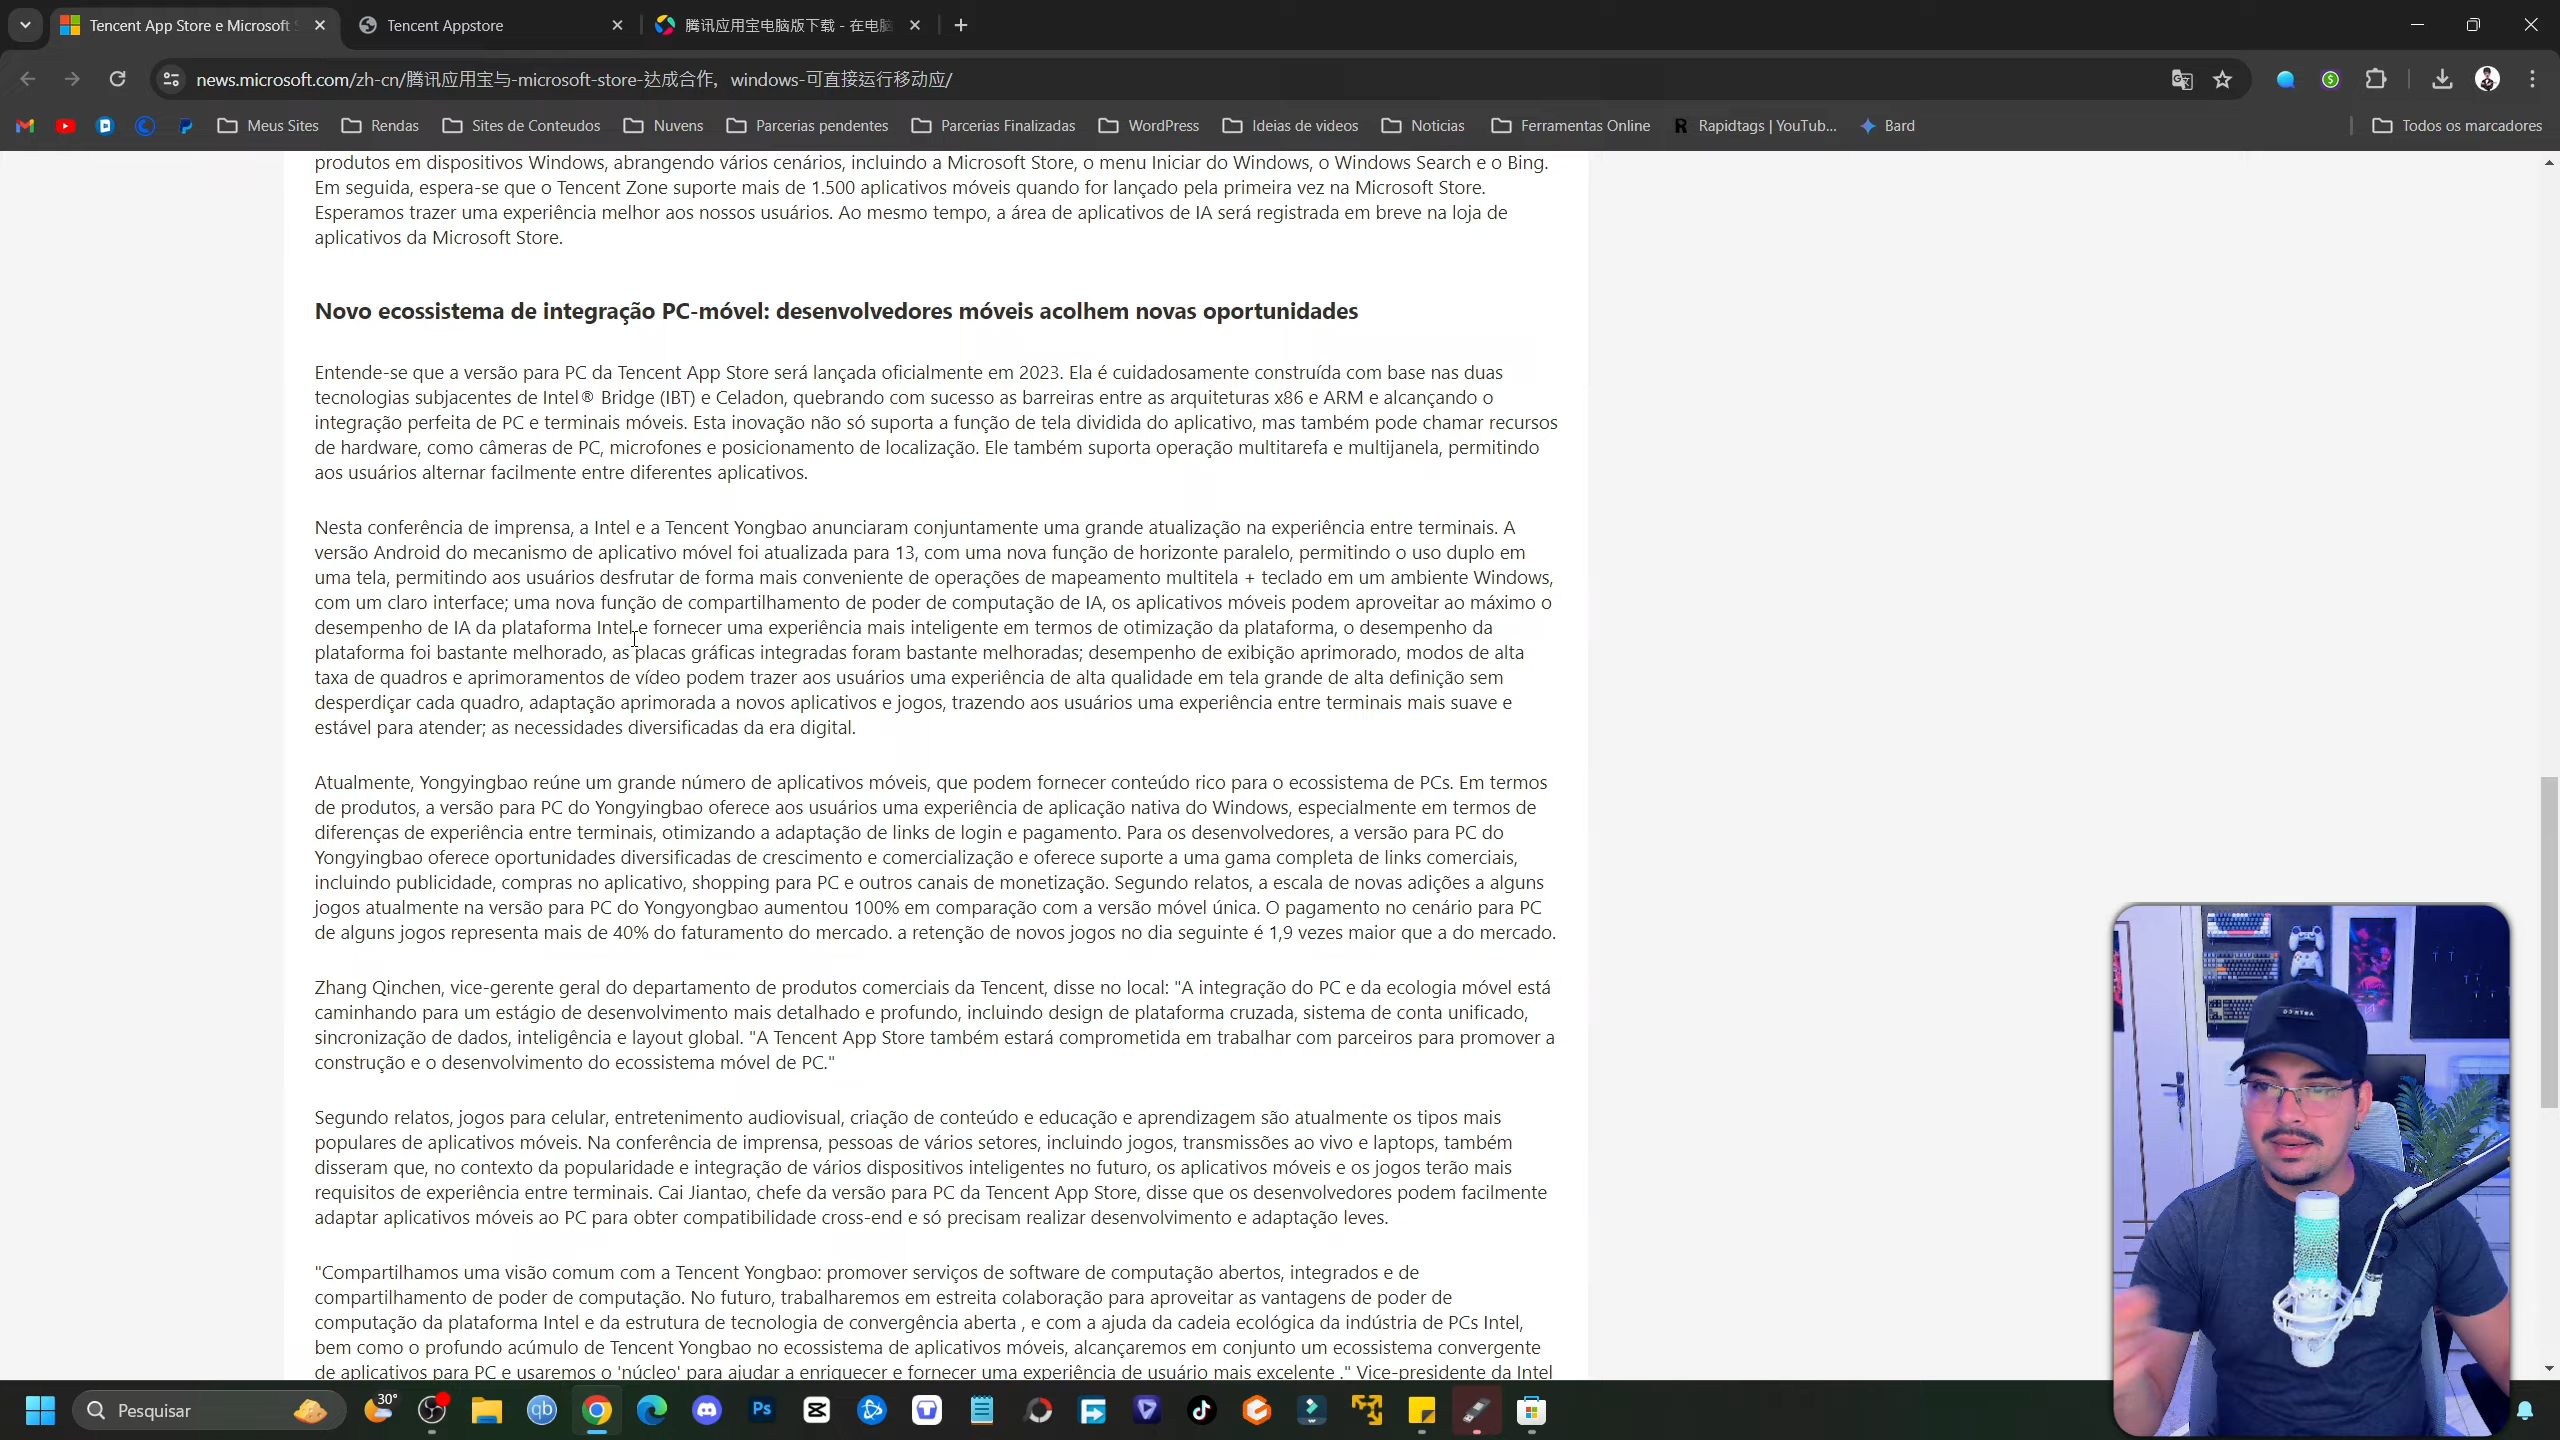 Tencent App Store e Microsoft S
Tencent Appstore
腾讯应用宝电脑版下载 - 在电脑
news.microsoft.com/zh-cn/腾讯应用宝与-microsoft-store-达成合作，windows-可直接运行移动应/
Meus Sites
Rendas
Sites de Conteudos
Nuvens
Parcerias pendentes
Parcerias Finalizadas
WordPress
Ideias de videos
Noticias
Ferramentas Online
Rapidtags | YouTub...
Bard
Todos os marcadores
produtos em dispositivos Windows, abrangendo vários cenários, incluindo a Microsoft Store, o menu Iniciar do Windows, o Windows Search e o Bing.
Em seguida, espera-se que o Tencent Zone suporte mais de 1.500 aplicativos móveis quando for lançado pela primeira vez na Microsoft Store.
Esperamos trazer uma experiência melhor aos nossos usuários. Ao mesmo tempo, a área de aplicativos de IA será registrada em breve na loja de
aplicativos da Microsoft Store.
Novo ecossistema de integração PC-móvel: desenvolvedores móveis acolhem novas oportunidades
Entende-se que a versão para PC da Tencent App Store será lançada oficialmente em 2023. Ela é cuidadosamente construída com base nas duas
tecnologias subjacentes de Intel® Bridge (IBT) e Celadon, quebrando com sucesso as barreiras entre as arquiteturas x86 e ARM e alcançando o
integração perfeita de PC e terminais móveis. Esta inovação não só suporta a função de tela dividida do aplicativo, mas também pode chamar recursos
de hardware, como câmeras de PC, microfones e posicionamento de localização. Ele também suporta operação multitarefa e multijanela, permitindo
aos usuários alternar facilmente entre diferentes aplicativos.
Nesta conferência de imprensa, a Intel e a Tencent Yongbao anunciaram conjuntamente uma grande atualização na experiência entre terminais. A
versão Android do mecanismo de aplicativo móvel foi atualizada para 13, com uma nova função de horizonte paralelo, permitindo o uso duplo em
uma tela, permitindo aos usuários desfrutar de forma mais conveniente de operações de mapeamento multitela + teclado em um ambiente Windows,
com um claro interface; uma nova função de compartilhamento de poder de computação de IA, os aplicativos móveis podem aproveitar ao máximo o
desempenho de IA da plataforma Intel e fornecer uma experiência mais inteligente em termos de otimização da plataforma, o desempenho da
plataforma foi bastante melhorado, as placas gráficas integradas foram bastante melhoradas; desempenho de exibição aprimorado, modos de alta
taxa de quadros e aprimoramentos de vídeo podem trazer aos usuários uma experiência de alta qualidade em tela grande de alta definição sem
desperdiçar cada quadro, adaptação aprimorada a novos aplicativos e jogos, trazendo aos usuários uma experiência entre terminais mais suave e
estável para atender; as necessidades diversificadas da era digital.
Atualmente, Yongyingbao reúne um grande número de aplicativos móveis, que podem fornecer conteúdo rico para o ecossistema de PCs. Em termos
de produtos, a versão para PC do Yongyingbao oferece aos usuários uma experiência de aplicação nativa do Windows, especialmente em termos de
diferenças de experiência entre terminais, otimizando a adaptação de links de login e pagamento. Para os desenvolvedores, a versão para PC do
Yongyingbao oferece oportunidades diversificadas de crescimento e comercialização e oferece suporte a uma gama completa de links comerciais,
incluindo publicidade, compras no aplicativo, shopping para PC e outros canais de monetização. Segundo relatos, a escala de novas adições a alguns
jogos atualmente na versão para PC do Yongyongbao aumentou 100% em comparação com a versão móvel única. O pagamento no cenário para PC
de alguns jogos representa mais de 40% do faturamento do mercado. a retenção de novos jogos no dia seguinte é 1,9 vezes maior que a do mercado.
Zhang Qinchen, vice-gerente geral do departamento de produtos comerciais da Tencent, disse no local: "A integração do PC e da ecologia móvel está
caminhando para um estágio de desenvolvimento mais detalhado e profundo, incluindo design de plataforma cruzada, sistema de conta unificado,
sincronização de dados, inteligência e layout global. "A Tencent App Store também estará comprometida em trabalhar com parceiros para promover a
construção e o desenvolvimento do ecossistema móvel de PC."
Segundo relatos, jogos para celular, entretenimento audiovisual, criação de conteúdo e educação e aprendizagem são atualmente os tipos mais
populares de aplicativos móveis. Na conferência de imprensa, pessoas de vários setores, incluindo jogos, transmissões ao vivo e laptops, também
disseram que, no contexto da popularidade e integração de vários dispositivos inteligentes no futuro, os aplicativos móveis e os jogos terão mais
requisitos de experiência entre terminais. Cai Jiantao, chefe da versão para PC da Tencent App Store, disse que os desenvolvedores podem facilmente
adaptar aplicativos móveis ao PC para obter compatibilidade cross-end e só precisam realizar desenvolvimento e adaptação leves.
"Compartilhamos uma visão comum com a Tencent Yongbao: promover serviços de software de computação abertos, integrados e de
compartilhamento de poder de computação. No futuro, trabalharemos em estreita colaboração para aproveitar as vantagens de poder de
computação da plataforma Intel e da estrutura de tecnologia de convergência aberta , e com a ajuda da cadeia ecológica da indústria de PCs Intel,
bem como o profundo acúmulo de Tencent Yongbao no ecossistema de aplicativos móveis, alcançaremos em conjunto um ecossistema convergente
de aplicativos para PC e usaremos o 'núcleo' para ajudar a enriquecer e fornecer uma experiência de usuário mais excelente ." Vice-presidente da Intel
Pesquisar
30°
qb
Ps